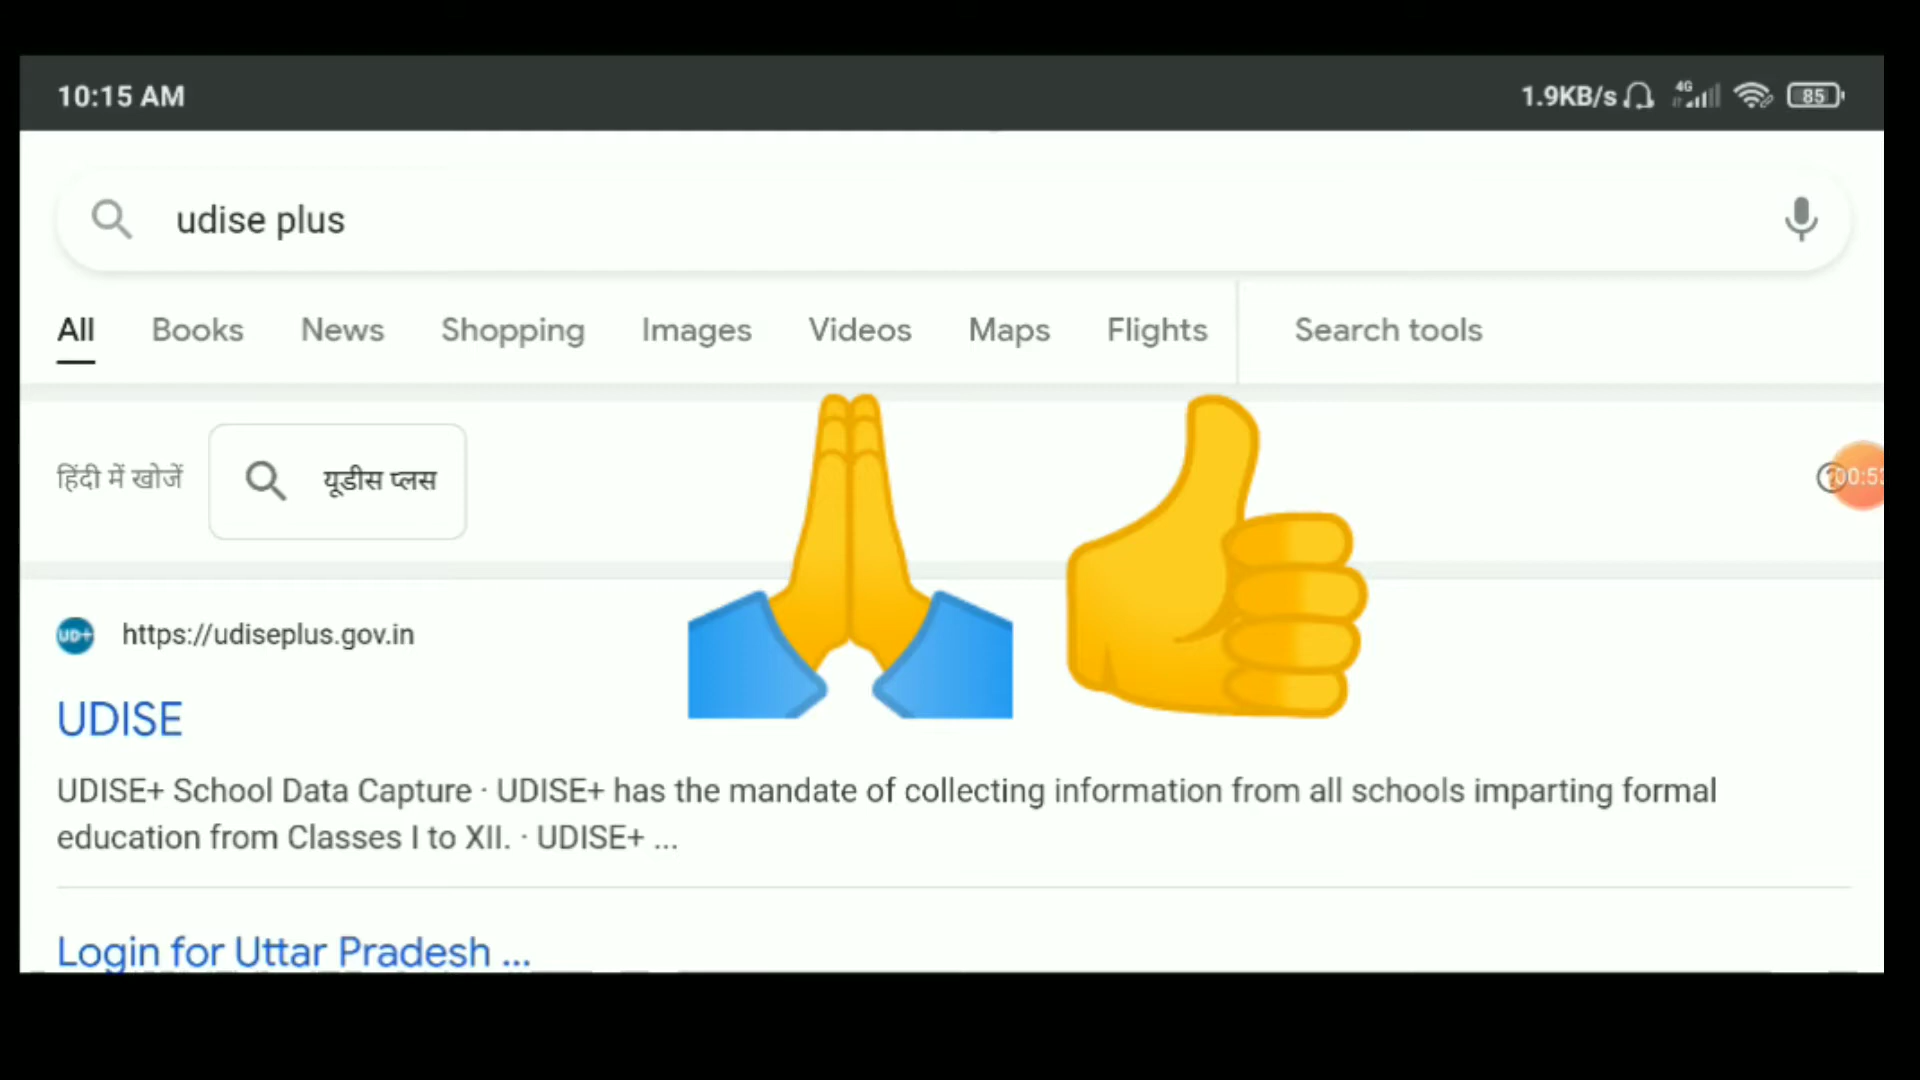 10:15 AM
1.9KB/s 4G 85
udise plus
All Books News Shopping Images Videos Maps Flights Search tools
हिंदी में खोजें यूडीस प्लस
UD+ https://udiseplus.gov.in
UDISE
UDISE+ School Data Capture · UDISE+ has the mandate of collecting information from all schools imparting formal
education from Classes I to XII. · UDISE+ ...
Login for Uttar Pradesh ...